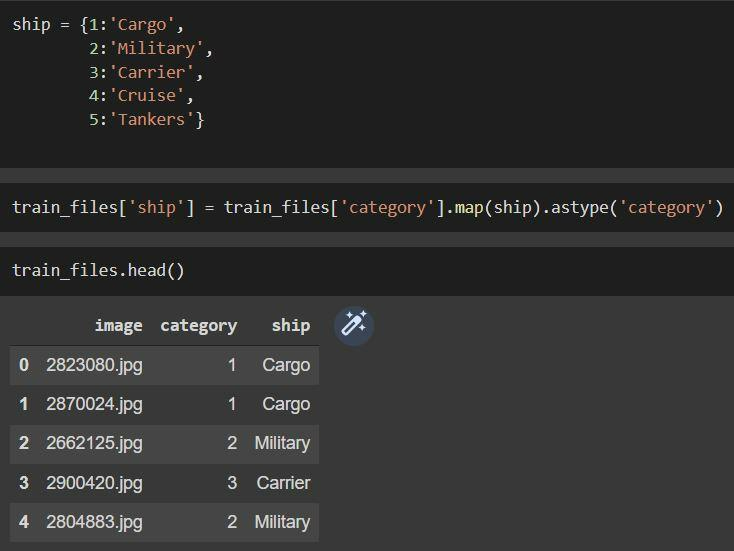 ship = {1:'Cargo',
2:'Military',
3:'Carrier',
4:'Cruise',
5:'Tankers'}
train_files['ship'] = train_files['category'].map(ship).astype('category')
train_files.head()
image category ship
0 2823080.jpg 1 Cargo
1 2870024.jpg 1 Cargo
2 2662125.jpg 2 Military
3 2900420.jpg 3 Carrier
4 2804883.jpg 2 Military